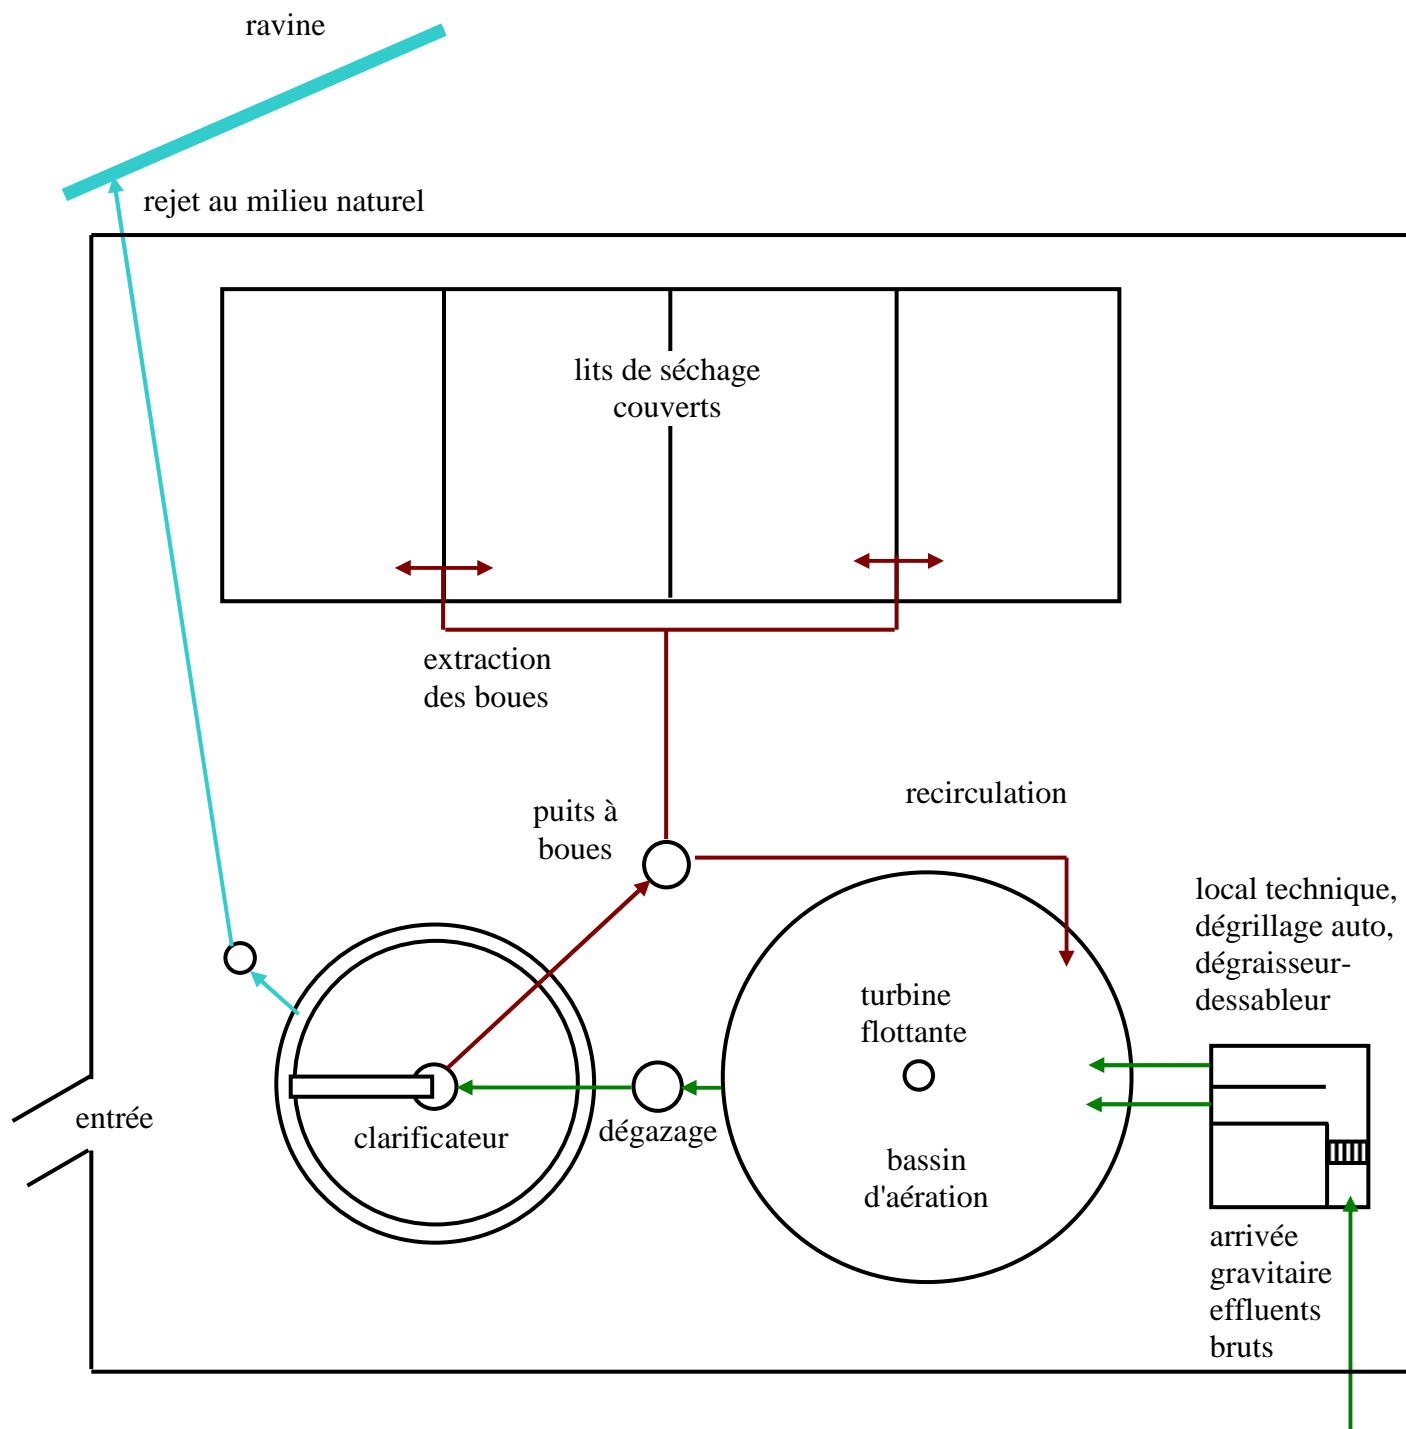 ravine
rejet au milieu naturel
lits de séchage
couverts
extraction
des boues
recirculation
puits à
boues
local technique,
dégrillage auto,
dégraisseur-
dessableur
turbine
flottante
entrée
clarificateur
dégazage
bassin
d'aération
arrivée
gravitaire
effluents
bruts